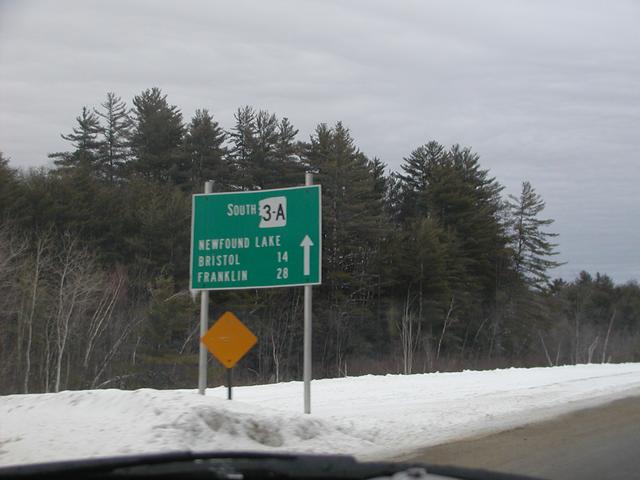 SOUTH 3-A
NEWFOUND LAKE
BRISTOL 14
FRANKLIN 28